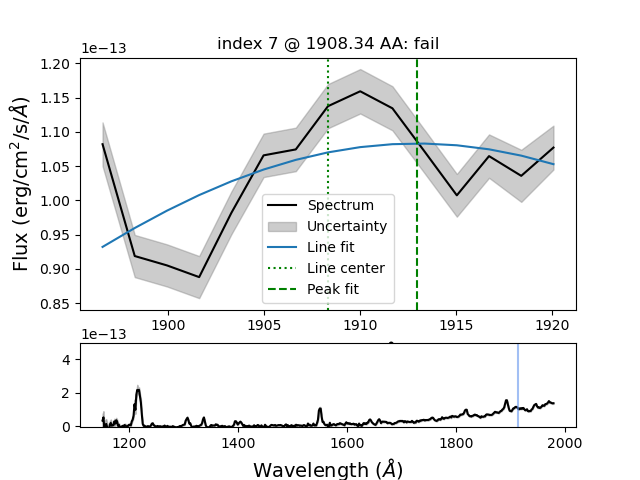 index 7 @ 1908.34 AA: fail
1e−13
1.20
1.15
1.10
1.05
1.00
0.95
0.90
0.85
Flux (erg/cm²/s/Å)
Spectrum
Uncertainty
Line fit
Line center
Peak fit
1900 1905 1910 1915 1920
1e−13
4
2
0
1200 1400 1600 1800 2000
Wavelength (Å)